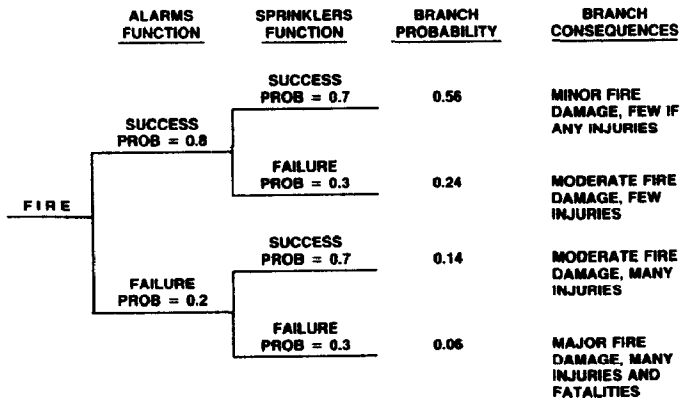 ALARMS
FUNCTION
SPRINKLERS
FUNCTION
BRANCH
PROBABILITY
BRANCH
CONSEQUENCES
SUCCESS
PROB = 0.7
0.56
MINOR FIRE
DAMAGE, FEW IF
ANY INJURIES
SUCCESS
PROB = 0.8
FAILURE
PROB = 0.3
0.24
MODERATE FIRE
DAMAGE, FEW
INJURIES
FIRE
SUCCESS
PROB = 0.7
0.14
MODERATE FIRE
DAMAGE, MANY
INJURIES
FAILURE
PROB = 0.2
FAILURE
PROB = 0.3
0.06
MAJOR FIRE
DAMAGE, MANY
INJURIES AND
FATALITIES